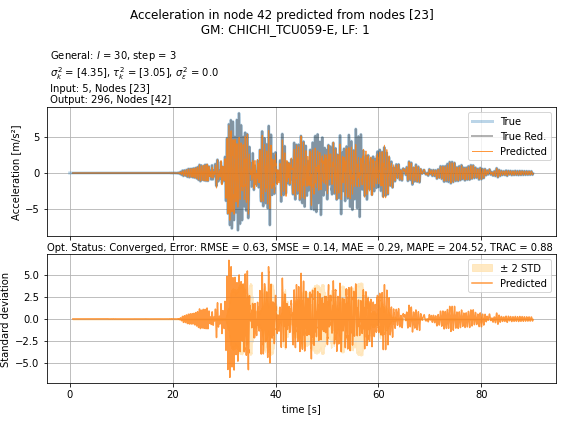 Acceleration in node 42 predicted from nodes [23]
GM: CHICHI_TCU059-E, LF: 1
General: l = 30, step = 3
σ²ₖ = [4.35], τ²ₖ = [3.05], σ²ε = 0.0
Input: 5, Nodes [23]
Output: 296, Nodes [42]
Acceleration [m/s²]
5
0
−5
True
True Red.
Predicted
Opt. Status: Converged, Error: RMSE = 0.63, SMSE = 0.14, MAE = 0.29, MAPE = 204.52, TRAC = 0.88
Standard deviation
5.0
2.5
0.0
−2.5
−5.0
± 2 STD
Predicted
0 20 40 60 80
time [s]